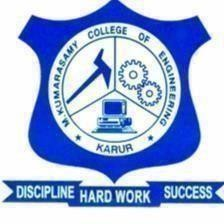 M.KUMARASAMY COLLEGE OF ENGINEERING
KARUR
DISCIPLINE HARD WORK SUCCESS